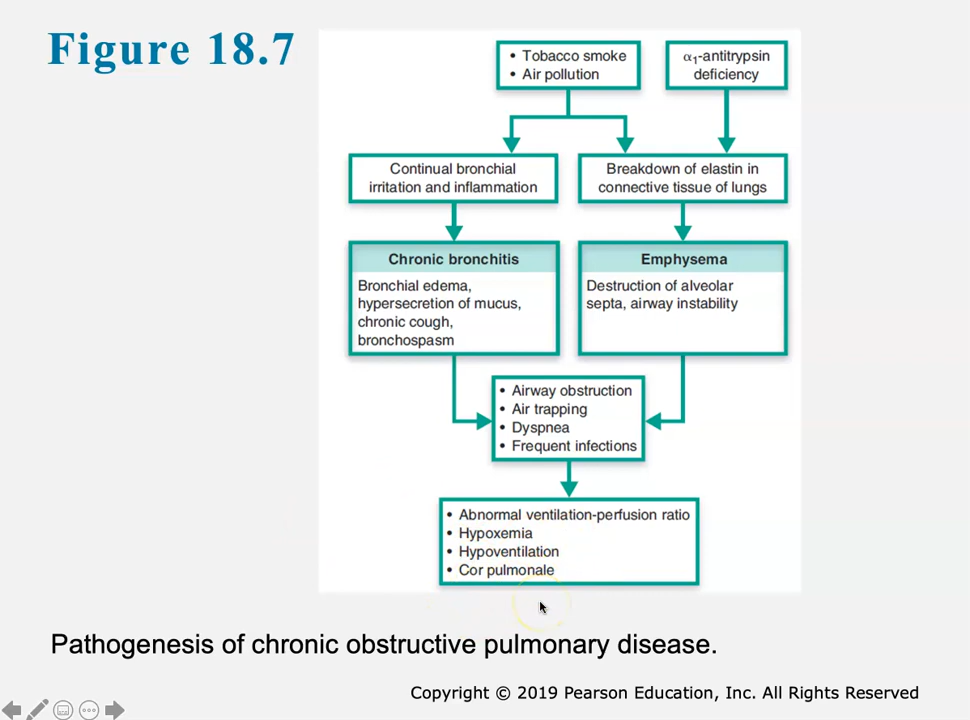 Figure 18.7
• Tobacco smoke
• Air pollution
α1-antitrypsin
deficiency
Continual bronchial
irritation and inflammation
Breakdown of elastin in
connective tissue of lungs
Chronic bronchitis
Bronchial edema,
hypersecretion of mucus,
chronic cough,
bronchospasm
Emphysema
Destruction of alveolar
septa, airway instability
• Airway obstruction
• Air trapping
• Dyspnea
• Frequent infections
• Abnormal ventilation-perfusion ratio
• Hypoxemia
• Hypoventilation
• Cor pulmonale
Pathogenesis of chronic obstructive pulmonary disease.
Copyright © 2019 Pearson Education, Inc. All Rights Reserved